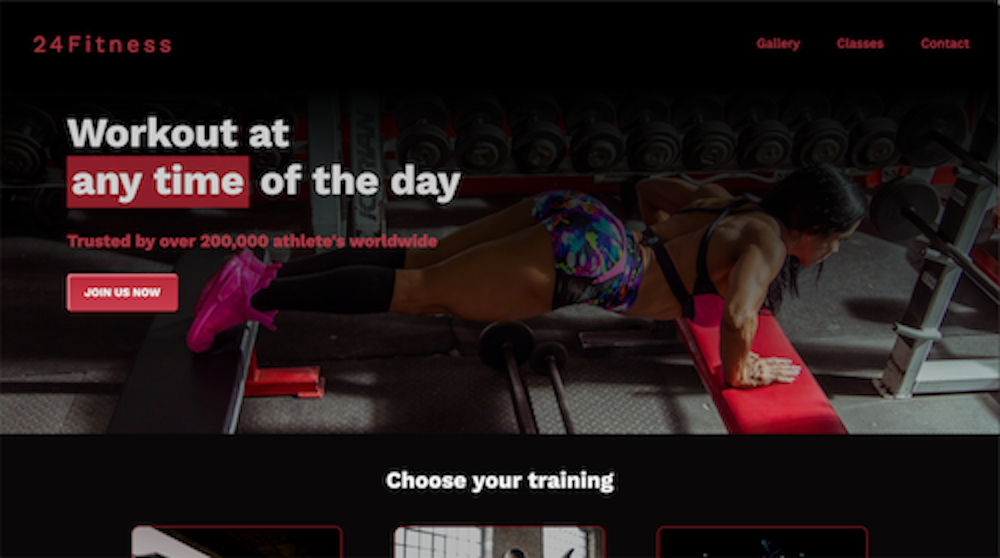 24Fitness
Gallery Classes Contact
Workout at
any time of the day
Trusted by over 200,000 athlete's worldwide
JOIN US NOW
Choose your training